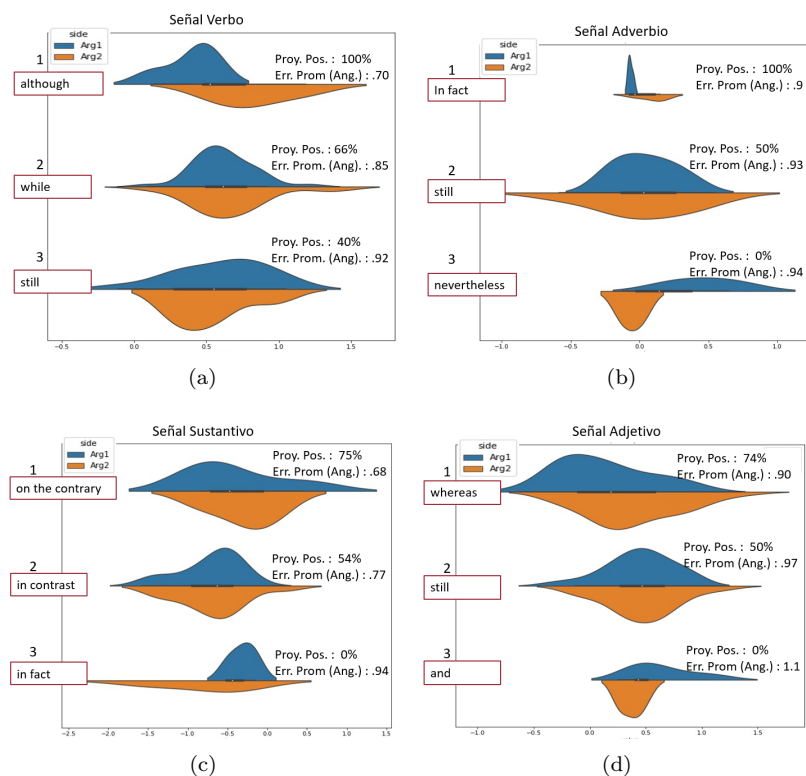 Señal Verbo
side
Arg1
Arg2
1
although
Proy. Pos. : 100%
Err. Prom (Ang.) : .70
2
while
Proy. Pos. : 66%
Err. Prom. (Ang). : .85
3
still
Proy. Pos. : 40%
Err. Prom. (Ang). : .92
-0.5 0.0 0.5 1.0 1.5
(a)
Señal Adverbio
side
Arg1
Arg2
1
In fact
Proy. Pos. : 100%
Err. Prom (Ang.) : .9
2
still
Proy. Pos. : 50%
Err. Prom (Ang.) : .93
3
nevertheless
Proy. Pos. : 0%
Err. Prom (Ang.) : .94
-1.0 -0.5 0.0 0.5 1.0
(b)
Señal Sustantivo
side
Arg1
Arg2
1
on the contrary
Proy. Pos. : 75%
Err. Prom (Ang.) : .68
2
in contrast
Proy. Pos. : 54%
Err. Prom (Ang.) : .77
3
in fact
Proy. Pos. : 0%
Err. Prom (Ang.) : .94
-2.5 -2.0 -1.5 -1.0 -0.5 0.0 0.5 1.0 1.5
(c)
Señal Adjetivo
side
Arg1
Arg2
1
whereas
Proy. Pos. : 74%
Err. Prom (Ang.) : .90
2
still
Proy. Pos. : 50%
Err. Prom (Ang.) : .97
3
and
Proy. Pos. : 0%
Err. Prom (Ang.) : 1.1
-1.0 -0.5 0.0 0.5 1.0 1.5
(d)